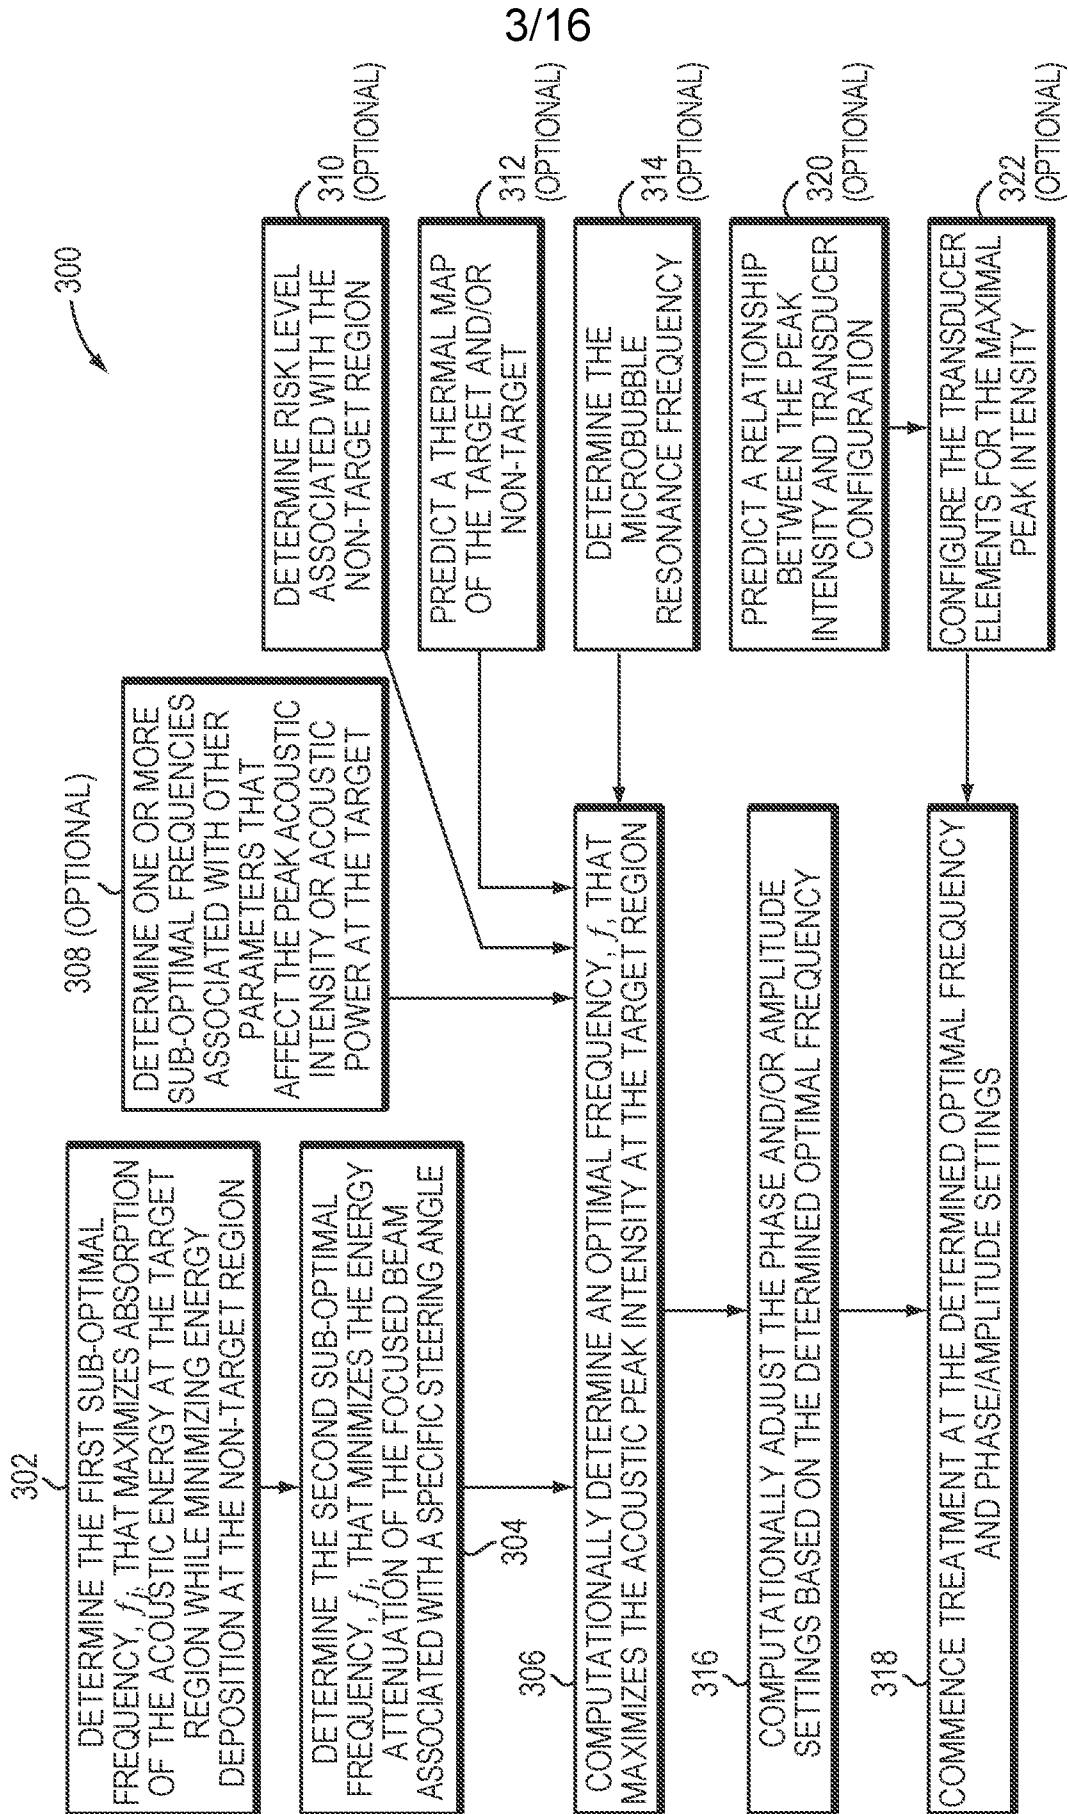 3/16
300
302
DETERMINE THE FIRST SUB-OPTIMAL
FREQUENCY, fi, THAT MAXIMIZES ABSORPTION
OF THE ACOUSTIC ENERGY AT THE TARGET
REGION WHILE MINIMIZING ENERGY
DEPOSITION AT THE NON-TARGET REGION
DETERMINE THE SECOND SUB-OPTIMAL
FREQUENCY, fj, THAT MINIMIZES THE ENERGY
ATTENUATION OF THE FOCUSED BEAM
ASSOCIATED WITH A SPECIFIC STEERING ANGLE
304
308 (OPTIONAL)
DETERMINE ONE OR MORE
SUB-OPTIMAL FREQUENCIES
ASSOCIATED WITH OTHER
PARAMETERS THAT
AFFECT THE PEAK ACOUSTIC
INTENSITY OR ACOUSTIC
POWER AT THE TARGET
DETERMINE RISK LEVEL
ASSOCIATED WITH THE
NON-TARGET REGION
310
(OPTIONAL)
PREDICT A THERMAL MAP
OF THE TARGET AND/OR
NON-TARGET
312
(OPTIONAL)
DETERMINE THE
MICROBUBBLE
RESONANCE FREQUENCY
314
(OPTIONAL)
306
COMPUTATIONALLY DETERMINE AN OPTIMAL FREQUENCY, f, THAT
MAXIMIZES THE ACOUSTIC PEAK INTENSITY AT THE TARGET REGION
316
COMPUTATIONALLY ADJUST THE PHASE AND/OR AMPLITUDE
SETTINGS BASED ON THE DETERMINED OPTIMAL FREQUENCY
PREDICT A RELATIONSHIP
BETWEEN THE PEAK
INTENSITY AND TRANSDUCER
CONFIGURATION
320
(OPTIONAL)
318
COMMENCE TREATMENT AT THE DETERMINED OPTIMAL FREQUENCY
AND PHASE/AMPLITUDE SETTINGS
CONFIGURE THE TRANSDUCER
ELEMENTS FOR THE MAXIMAL
PEAK INTENSITY
322
(OPTIONAL)